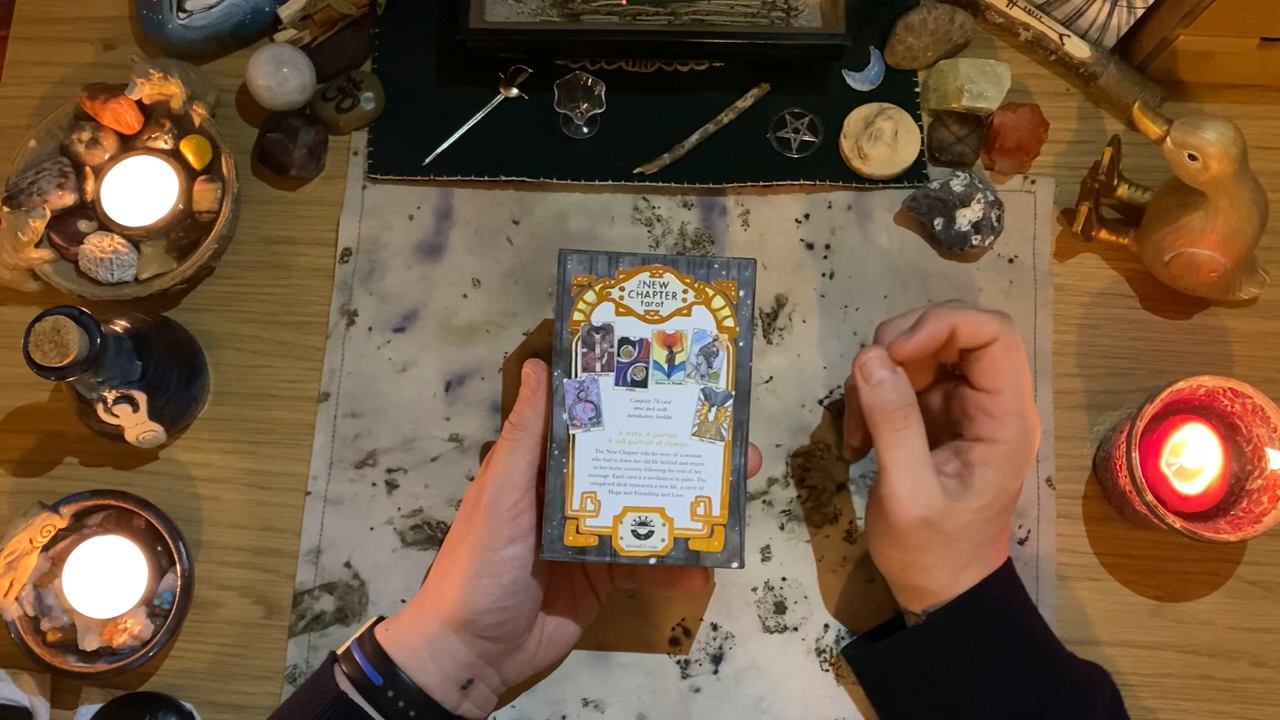 The
NEW
CHAPTER
tarot
Complete 78 card
tarot deck with
introductory booklet
A story. A journey.
A tall portrait of change
The New Chapter tells the story of a woman
who had to leave her old life behind and return
to her home country following the end of her
marriage. Each card is a meditation in paint. The
completed deck represents a new life, a circle of
Hope and Friendship and Love